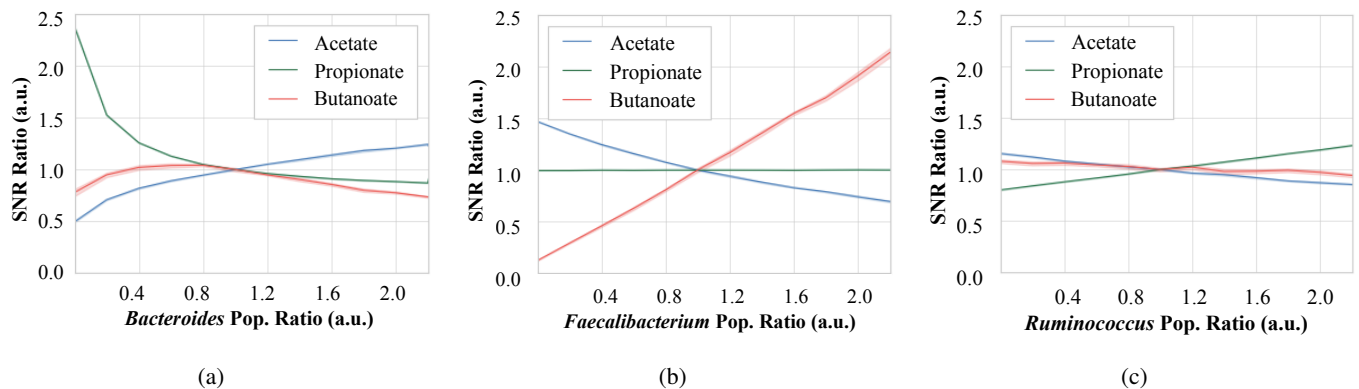 2.5
2.0
1.5
1.0
0.5
0.0
SNR Ratio (a.u.)
Acetate
Propionate
Butanoate
0.4 0.8 1.2 1.6 2.0
Bacteroides Pop. Ratio (a.u.)
(a)
2.5
2.0
1.5
1.0
0.5
0.0
SNR Ratio (a.u.)
Acetate
Propionate
Butanoate
0.4 0.8 1.2 1.6 2.0
Faecalibacterium Pop. Ratio (a.u.)
(b)
2.5
2.0
1.5
1.0
0.5
0.0
SNR Ratio (a.u.)
Acetate
Propionate
Butanoate
0.4 0.8 1.2 1.6 2.0
Ruminococcus Pop. Ratio (a.u.)
(c)